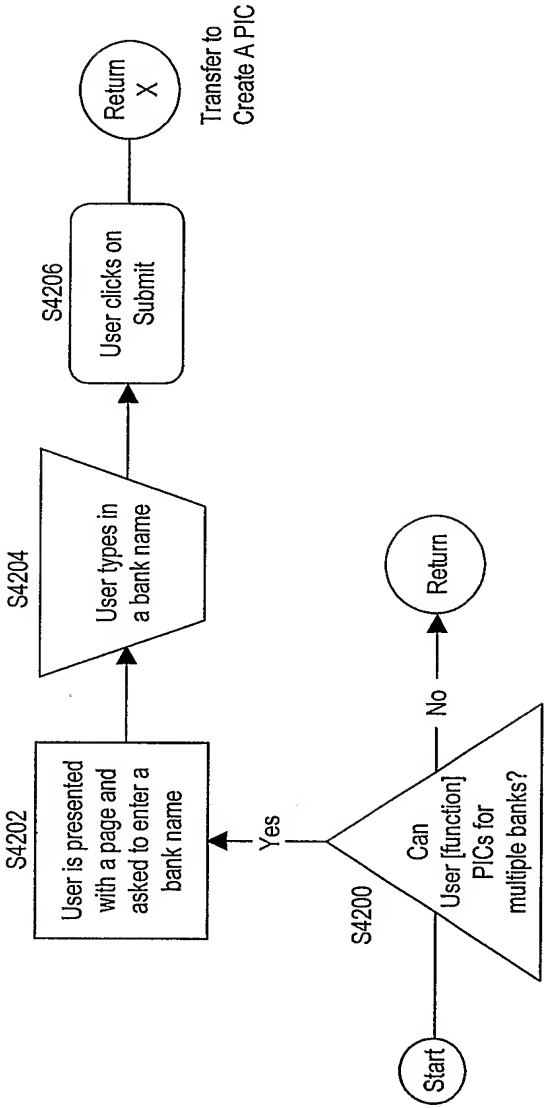 Start
S4200
Can
User [function]
PICs for
multiple banks?
No
Return
Yes
S4202
User is presented
with a page and
asked to enter a
bank name
S4204
User types in
a bank name
S4206
User clicks on
Submit
Return
X
Transfer to
Create A PIC